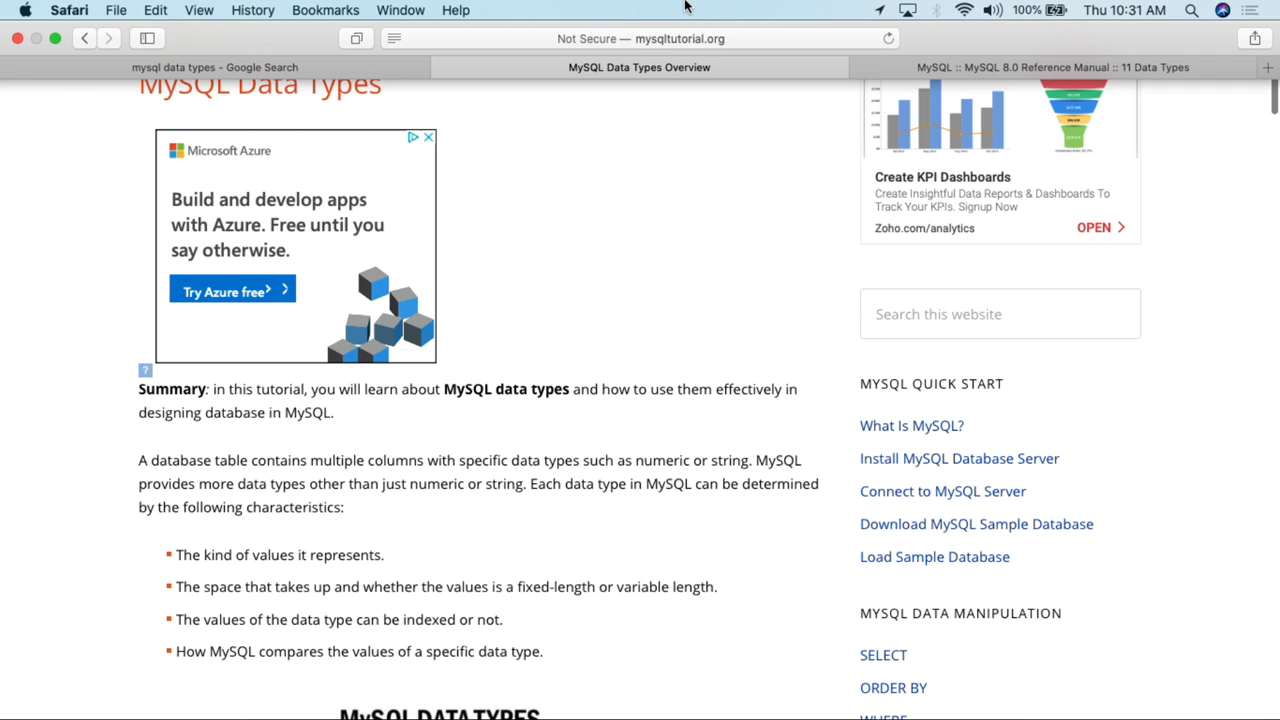 Safari File Edit View History Bookmarks Window Help 100% Thu 10:31 AM
Not Secure — mysqltutorial.org
mysql data types - Google Search
MySQL Data Types Overview
MySQL :: MySQL 8.0 Reference Manual :: 11 Data Types
MySQL Data Types
Microsoft Azure
Build and develop apps
with Azure. Free until you
say otherwise.
Try Azure free
Summary: in this tutorial, you will learn about MySQL data types and how to use them effectively in
designing database in MySQL.
A database table contains multiple columns with specific data types such as numeric or string. MySQL
provides more data types other than just numeric or string. Each data type in MySQL can be determined
by the following characteristics:
The kind of values it represents.
The space that takes up and whether the values is a fixed-length or variable length.
The values of the data type can be indexed or not.
How MySQL compares the values of a specific data type.
MySQL DATA TYPES
Create KPI Dashboards
Create Insightful Data Reports & Dashboards To
Track Your KPIs. Signup Now
Zoho.com/analytics
OPEN
Search this website
MYSQL QUICK START
What Is MySQL?
Install MySQL Database Server
Connect to MySQL Server
Download MySQL Sample Database
Load Sample Database
MYSQL DATA MANIPULATION
SELECT
ORDER BY
WHERE